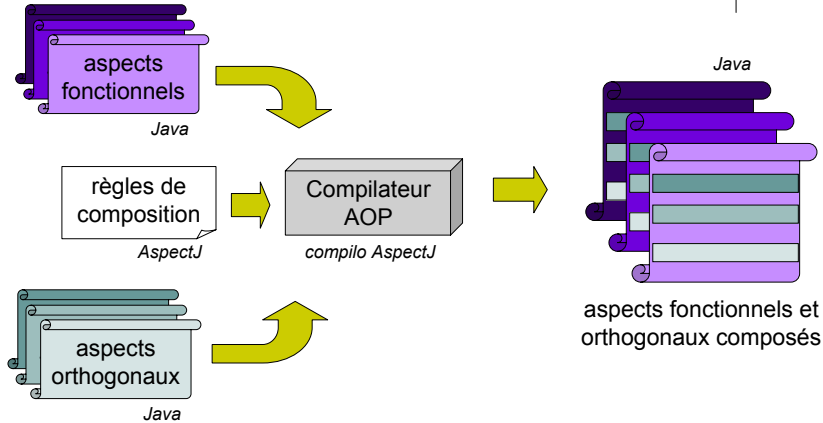 aspects
fonctionnels
Java
règles de
composition
AspectJ
aspects
orthogonaux
Java
Compilateur
AOP
compilo AspectJ
Java
aspects fonctionnels et
orthogonaux composés